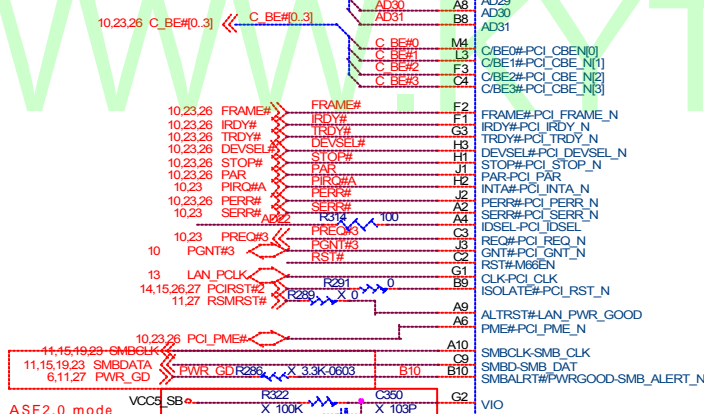 AD30 A8 AD29
AD31 B8 AD30
AD31
10,23,26 C_BE#[0..3] C_BE#[0..3]
C_BE#0 M4 C/BE0#-PCI_CBEN[0]
C_BE#1 L3 C/BE1#-PCI_CBE_N[1]
C_BE#2 F3 C/BE2#-PCI_CBE_N[2]
C_BE#3 C4 C/BE3#-PCI_CBE_N[3]
10,23,26 FRAME# FRAME# F2 FRAME#-PCI_FRAME_N
10,23,26 IRDY# IRDY# F1 IRDY#-PCI_IRDY_N
10,23,26 TRDY# TRDY# G3 TRDY#-PCI_TRDY_N
10,23,26 DEVSEL# DEVSEL# H3 DEVSEL#-PCI_DEVSEL_N
10,23,26 STOP# STOP# H1 STOP#-PCI_STOP_N
10,23,26 PAR PAR J1 PAR-PCI_PAR
10,23 PIRQ#A PIRQ#A H2 INTA#-PCI_INTA_N
10,23,26 PERR# PERR# J2 PERR#-PCI_PERR_N
10,23 SERR# SERR# A2 SERR#-PCI_SERR_N
AD22 R314 100 A4 IDSEL-PCI_IDSEL
10,23 PREQ#3 PREQ#3 C3 REQ#-PCI_REQ_N
10 PGNT#3 PGNT#3 J3 GNT#-PCI_GNT_N
RST# C2 RST#-M66EN
13 LAN_PCLK G1 CLK-PCI_CLK
14,15,26,27 PCIRST#2 R291 0 B9 ISOLATE#-PCI_RST_N
11,27 RSMRST# R289 X_0 A9 ALTRST#-LAN_PWR_GOOD
10,23,26 PCI_PME# A6 PME#-PCI_PME_N
11,15,19,23 SMBCLK A10 SMBCLK-SMB_CLK
11,15,19,23 SMBDATA C9 SMBD-SMB_DAT
6,11,27 PWR_GD PWR_GD R286 X_3.3K-0603 B10 B10 SMBALRT#/PWRGOOD-SMB_ALERT_N
VCC5_SB R322 C350 G2 VIO
ASF2.0 mode X_100K X_103P
WWW.KYT